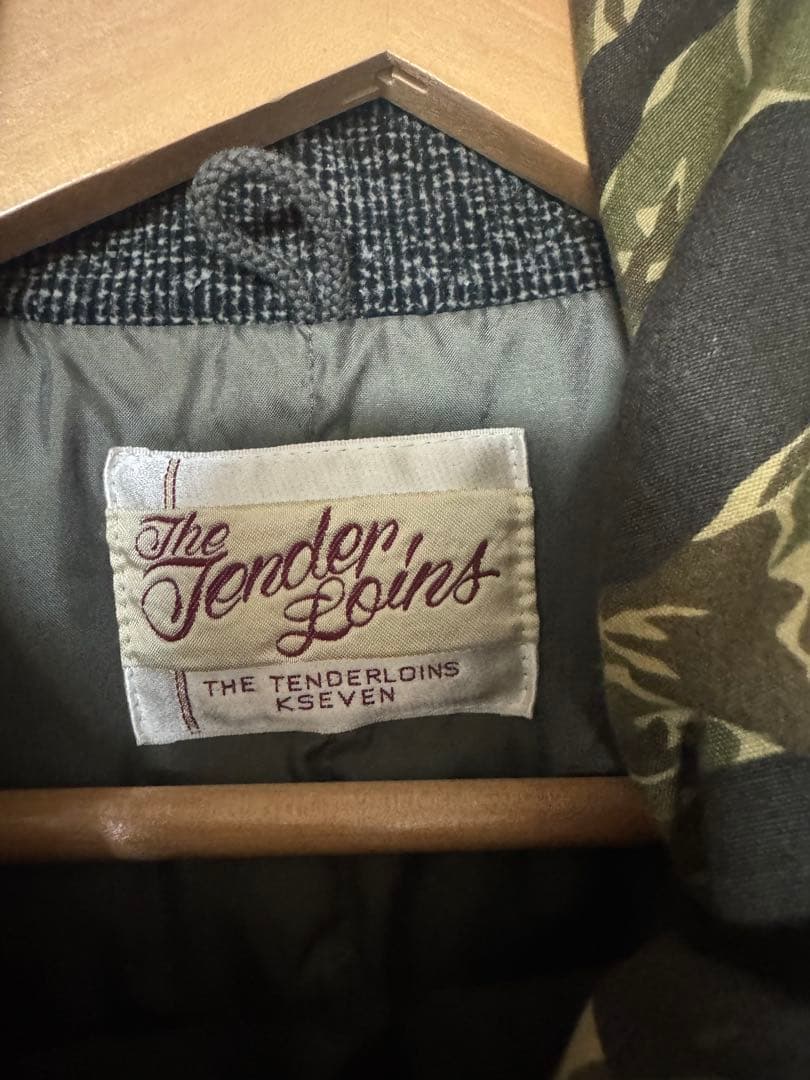 The
Tender
Loins
THE TENDERLOINS
KSEVEN